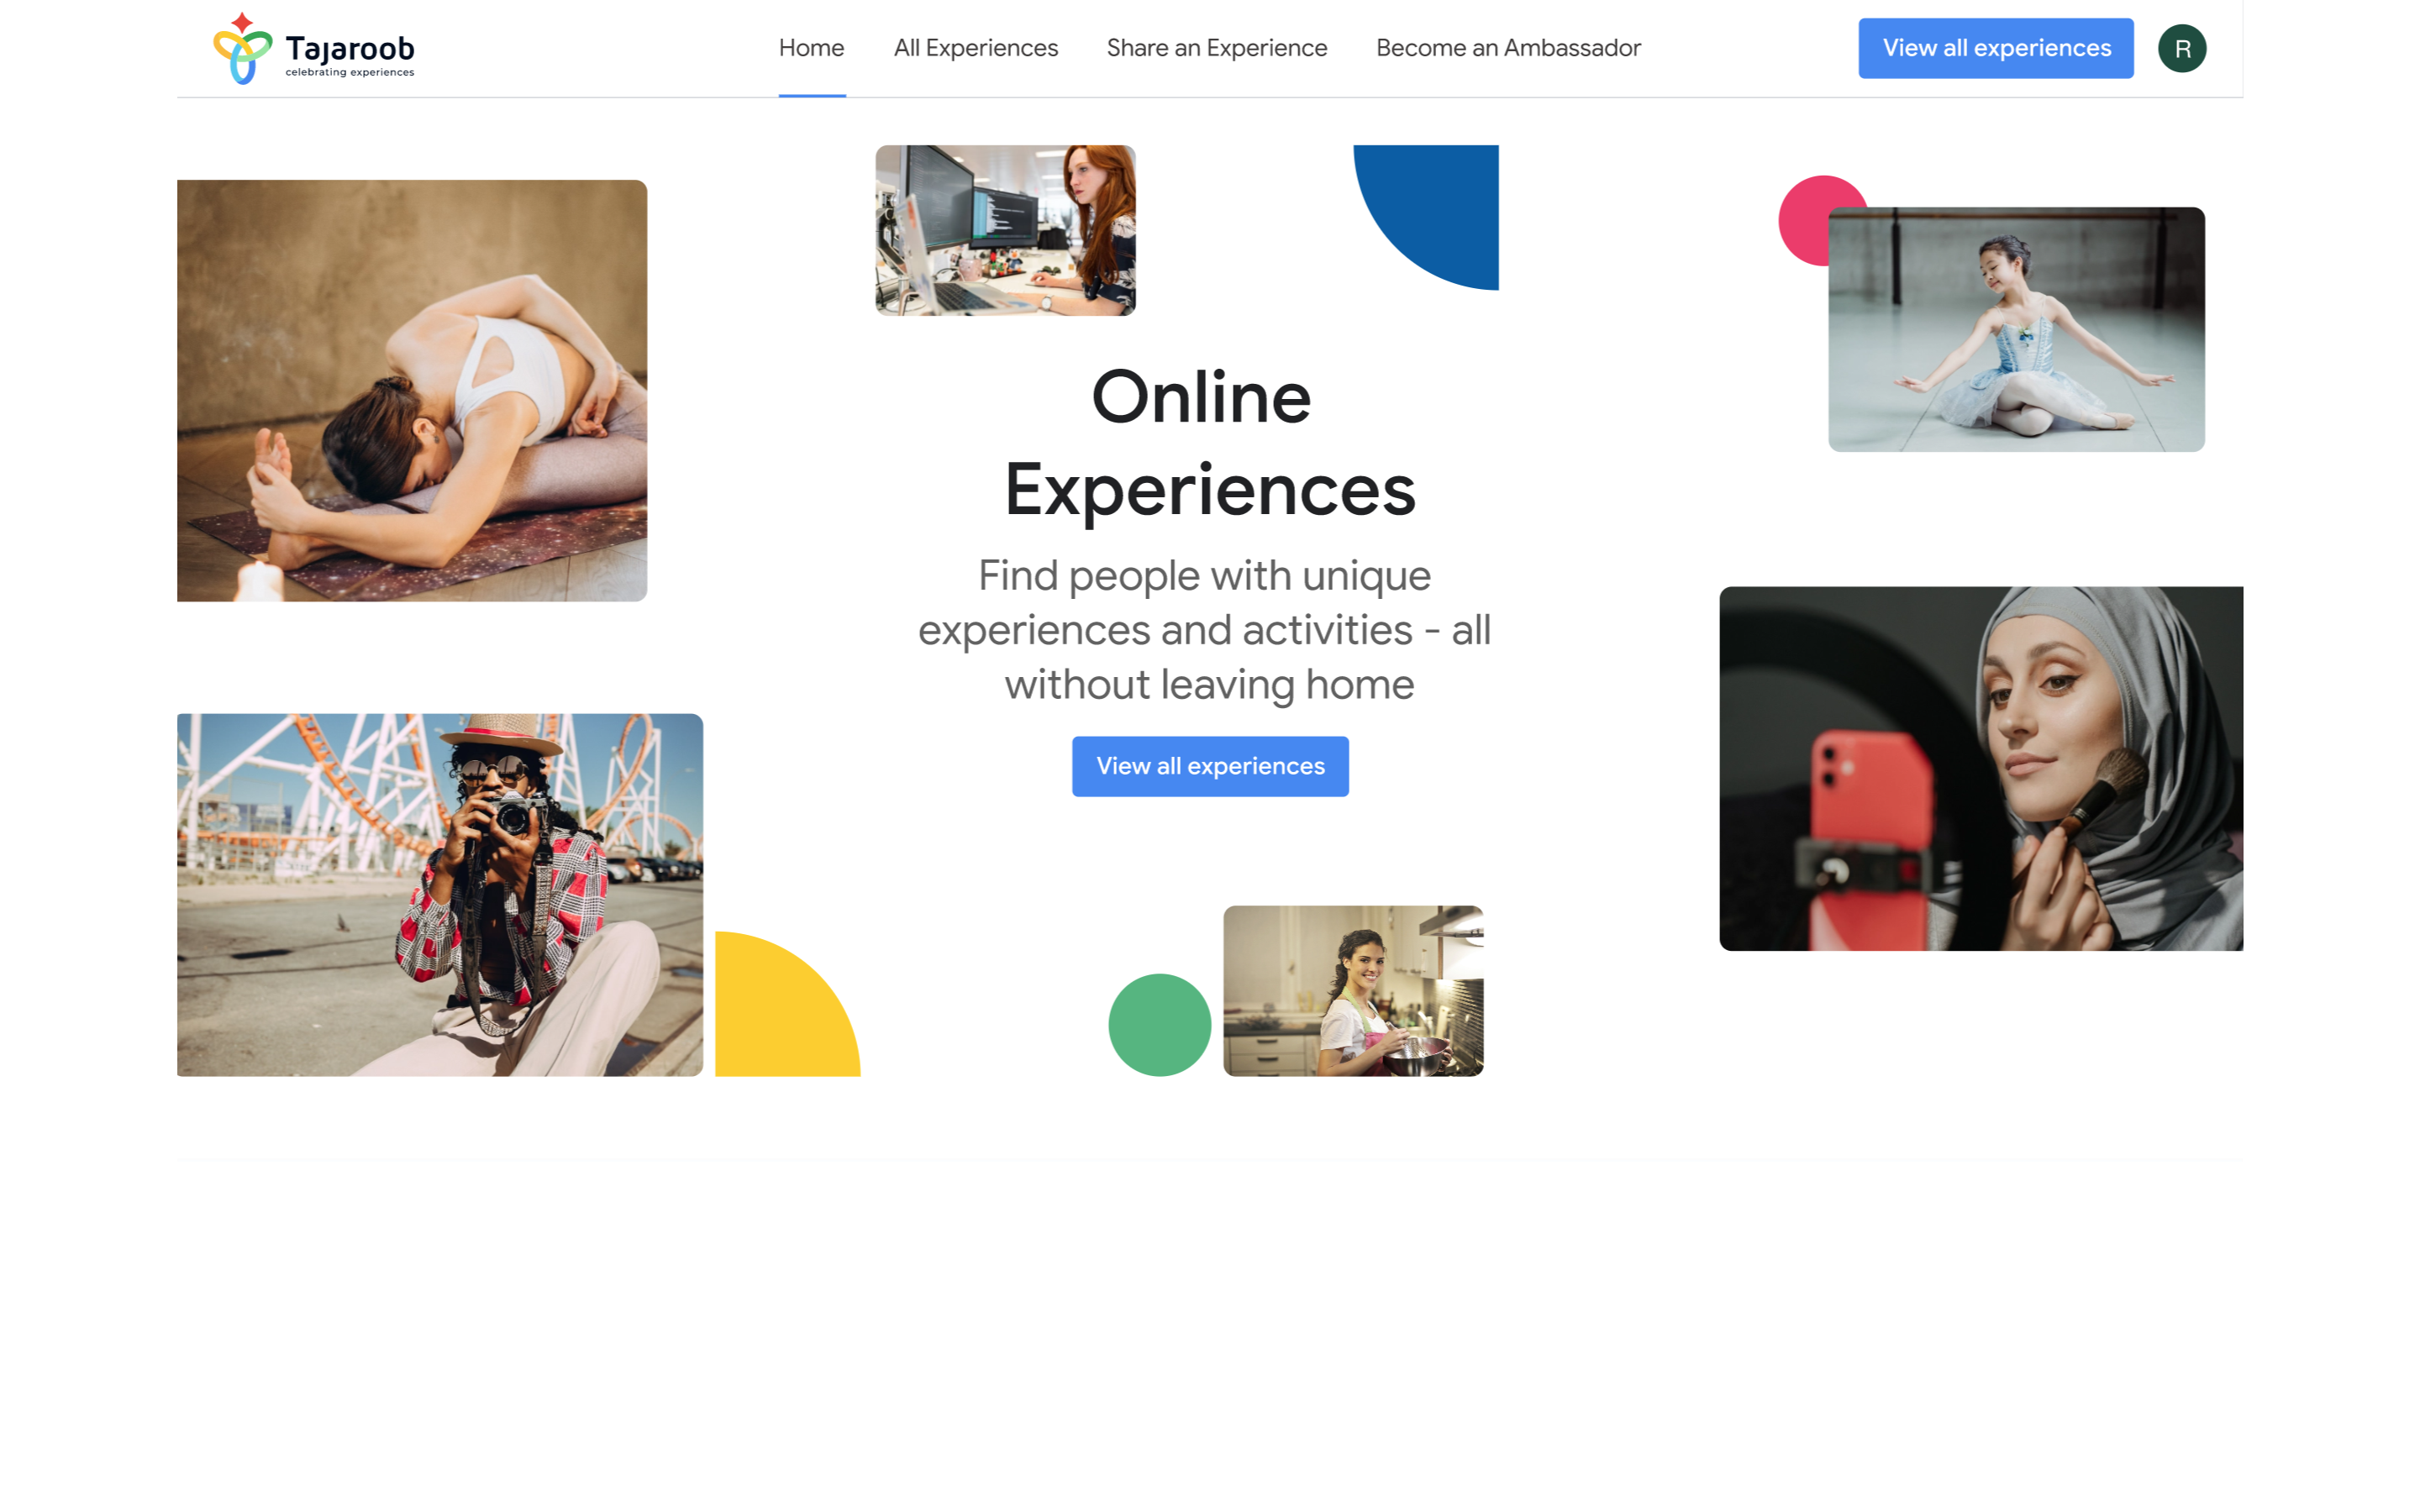 Tajaroob
celebrating experiences
Home
All Experiences
Share an Experience
Become an Ambassador
View all experiences
R
Online
Experiences
Find people with unique
experiences and activities - all
without leaving home
View all experiences